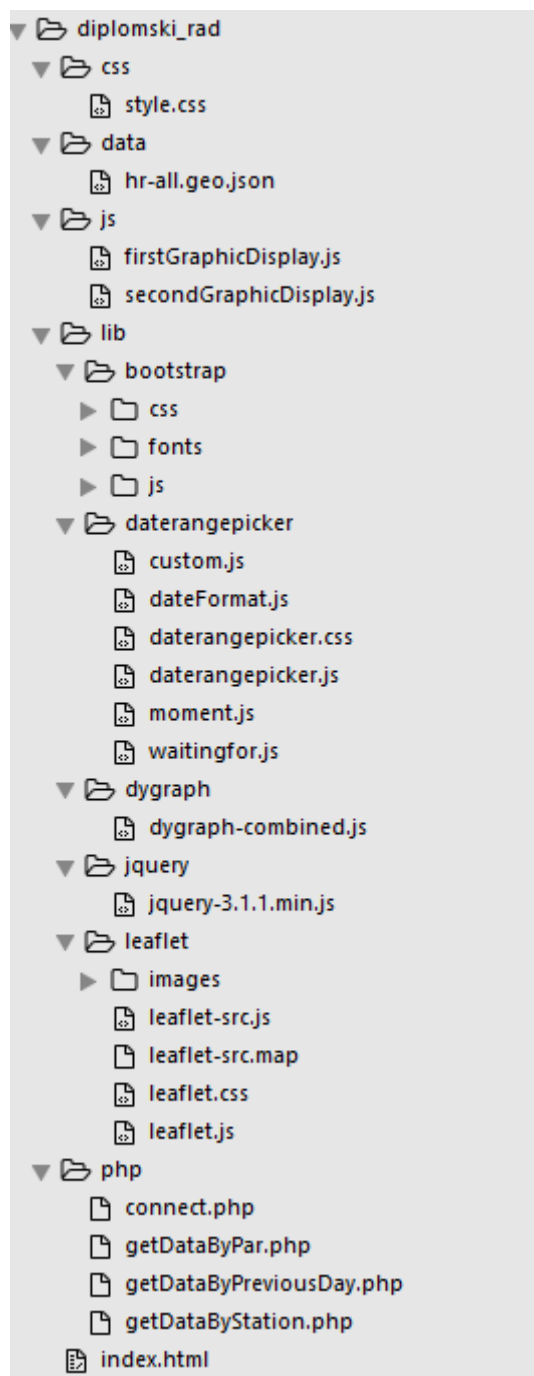 diplomski_rad
css
style.css
data
hr-all.geo.json
js
firstGraphicDisplay.js
secondGraphicDisplay.js
lib
bootstrap
css
fonts
js
daterangepicker
custom.js
dateFormat.js
daterangepicker.css
daterangepicker.js
moment.js
waitingfor.js
dygraph
dygraph-combined.js
jquery
jquery-3.1.1.min.js
leaflet
images
leaflet-src.js
leaflet-src.map
leaflet.css
leaflet.js
php
connect.php
getDataByPar.php
getDataByPreviousDay.php
getDataByStation.php
index.html